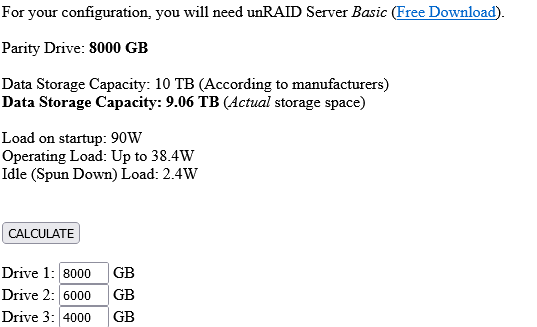 For your configuration, you will need unRAID Server Basic (Free Download).
Parity Drive: 8000 GB
Data Storage Capacity: 10 TB (According to manufacturers)
Data Storage Capacity: 9.06 TB (Actual storage space)
Load on startup: 90W
Operating Load: Up to 38.4W
Idle (Spun Down) Load: 2.4W
CALCULATE
Drive 1: 8000 GB
Drive 2: 6000 GB
Drive 3: 4000 GB